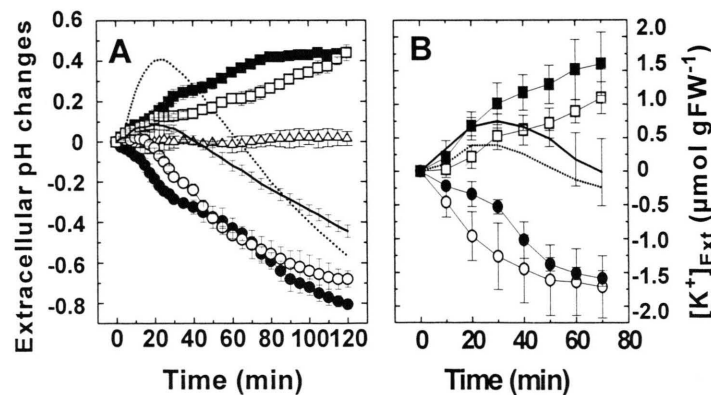 A
B
Extracellular pH changes
0.6
0.4
0.2
0
-0.2
-0.4
-0.6
-0.8
0 20 40 60 80 100 120
Time (min)
0 20 40 60 80
Time (min)
2.0
1.5
1.0
0.5
0
-0.5
-1.0
-1.5
-2.0
[K+]Ext (µmol gFW-1)